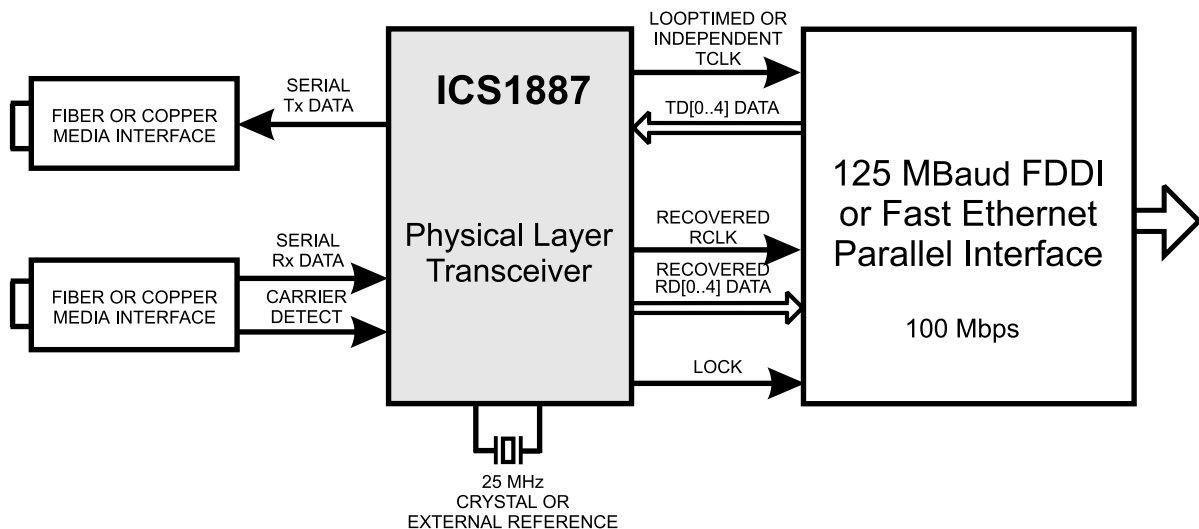 FIBER OR COPPER
MEDIA INTERFACE
SERIAL
Tx DATA
FIBER OR COPPER
MEDIA INTERFACE
SERIAL
Rx DATA
CARRIER
DETECT
ICS1887
Physical Layer
Transceiver
25 MHz
CRYSTAL OR
EXTERNAL REFERENCE
LOOPTIMED OR
INDEPENDENT
TCLK
TD[0..4] DATA
RECOVERED
RCLK
RECOVERED
RD[0..4] DATA
LOCK
125 MBaud FDDI
or Fast Ethernet
Parallel Interface
100 Mbps